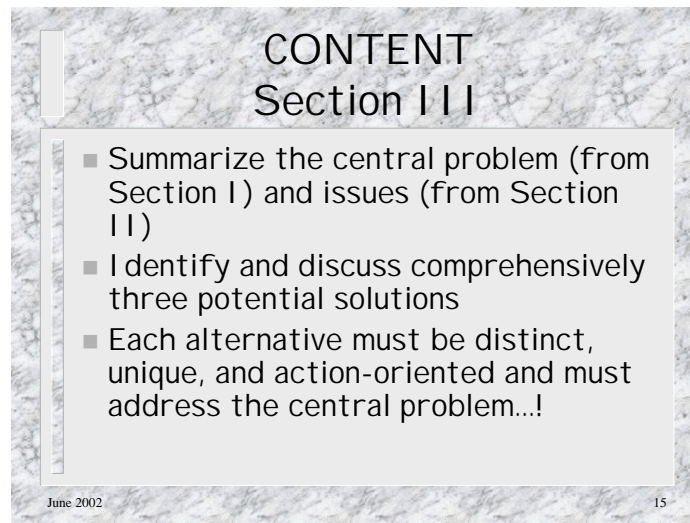 CONTENT
Section III
Summarize the central problem (from
Section I) and issues (from Section
II)
Identify and discuss comprehensively
three potential solutions
Each alternative must be distinct,
unique, and action-oriented and must
address the central problem...!
June 2002
15